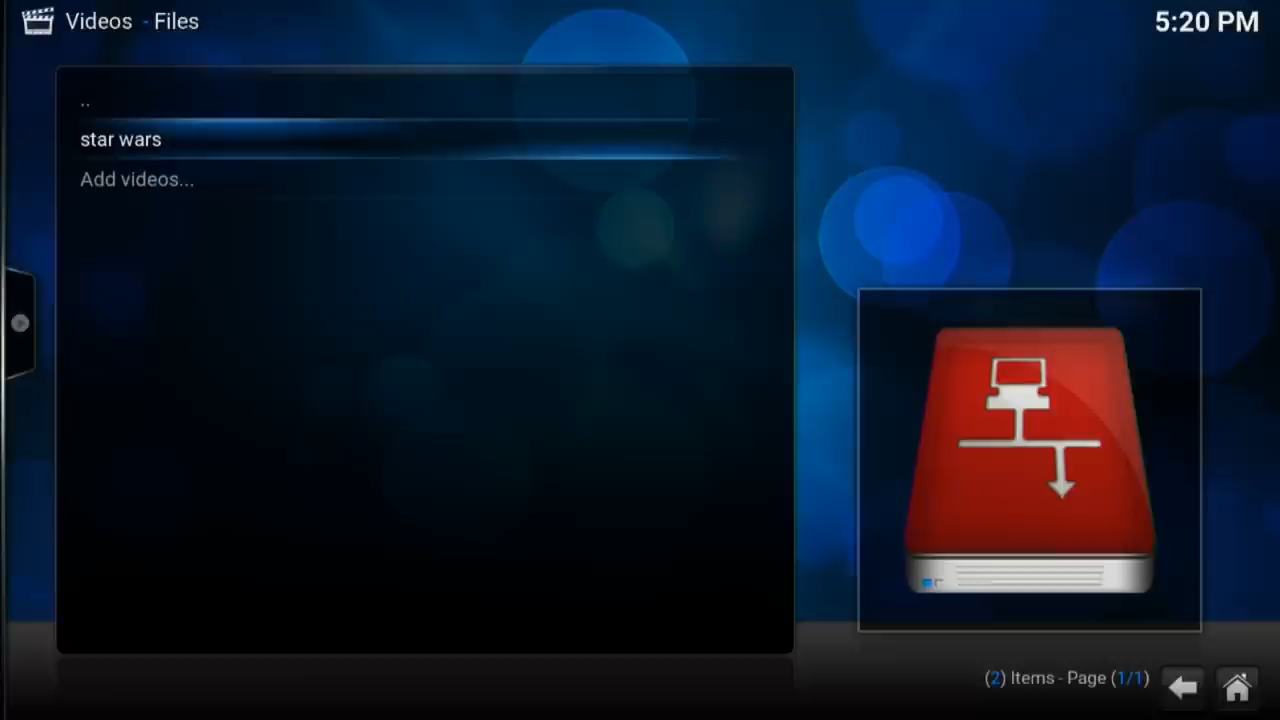 Videos - Files
5:20 PM
..
star wars
Add videos...
(2) Items - Page (1/1)